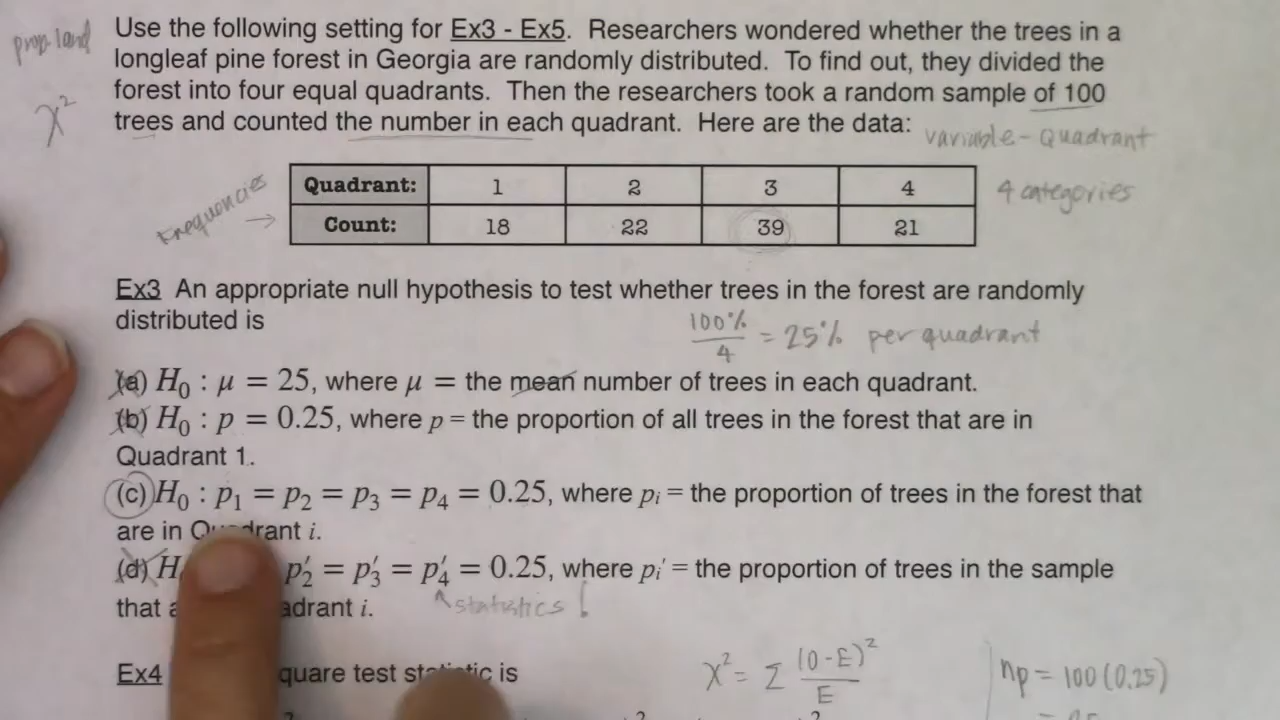 prop land
χ²
Use the following setting for Ex3 - Ex5. Researchers wondered whether the trees in a
longleaf pine forest in Georgia are randomly distributed. To find out, they divided the
forest into four equal quadrants. Then the researchers took a random sample of 100
trees and counted the number in each quadrant. Here are the data:
variable - Quadrant
Frequencies →
Quadrant: 1 2 3 4
4 categories
Count: 18 22 39 21
Ex3 An appropriate null hypothesis to test whether trees in the forest are randomly
distributed is
100%/4 = 25% per quadrant
(a) H₀ : μ = 25, where μ = the mean number of trees in each quadrant.
(b) H₀ : p = 0.25, where p = the proportion of all trees in the forest that are in
Quadrant 1.
(c) H₀ : p₁ = p₂ = p₃ = p₄ = 0.25, where pᵢ = the proportion of trees in the forest that
are in Quadrant i.
(d) H p₂′ = p₃′ = p₄′ = 0.25, where pᵢ′ = the proportion of trees in the sample
that a adrant i.
^ statistics!
Ex4 quare test statistic is
χ² = Σ (O-E)²/E
np = 100(0.25)